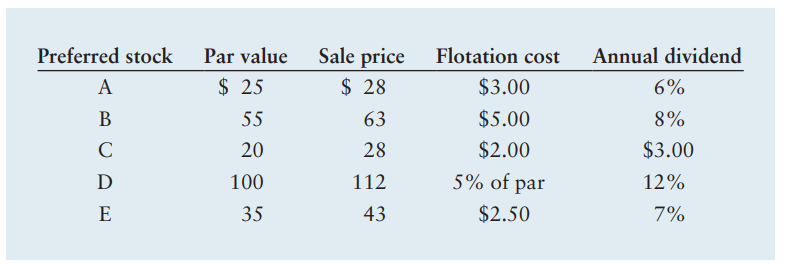 Preferred stock Par value Sale price Flotation cost Annual dividend
A $ 25 $ 28 $3.00 6%
B 55 63 $5.00 8%
C 20 28 $2.00 $3.00
D 100 112 5% of par 12%
E 35 43 $2.50 7%